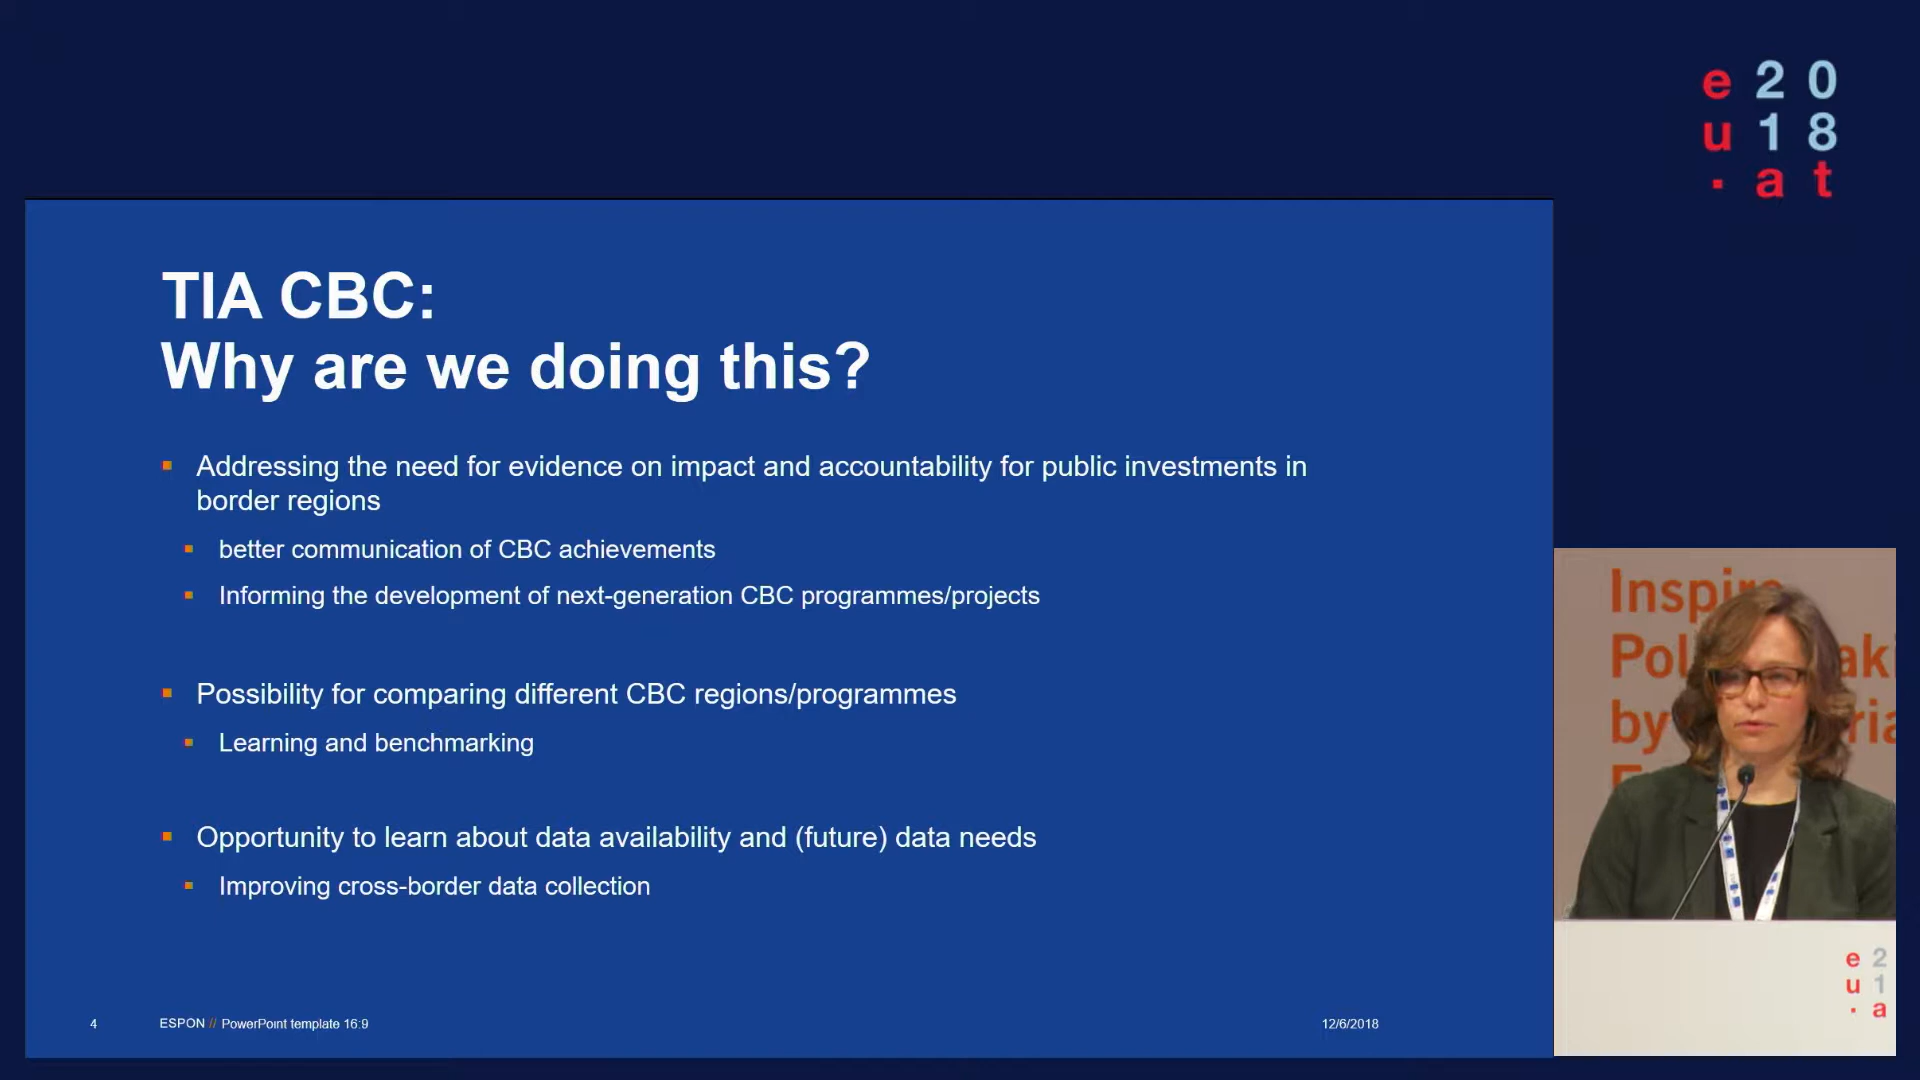 e 2 0
u 1 8
. a t
TIA CBC:
Why are we doing this?
Addressing the need for evidence on impact and accountability for public investments in
border regions
better communication of CBC achievements
Informing the development of next-generation CBC programmes/projects
Possibility for comparing different CBC regions/programmes
Learning and benchmarking
Opportunity to learn about data availability and (future) data needs
Improving cross-border data collection
4
ESPON // PowerPoint template 16:9
12/6/2018
by
e 2
u 1
. a